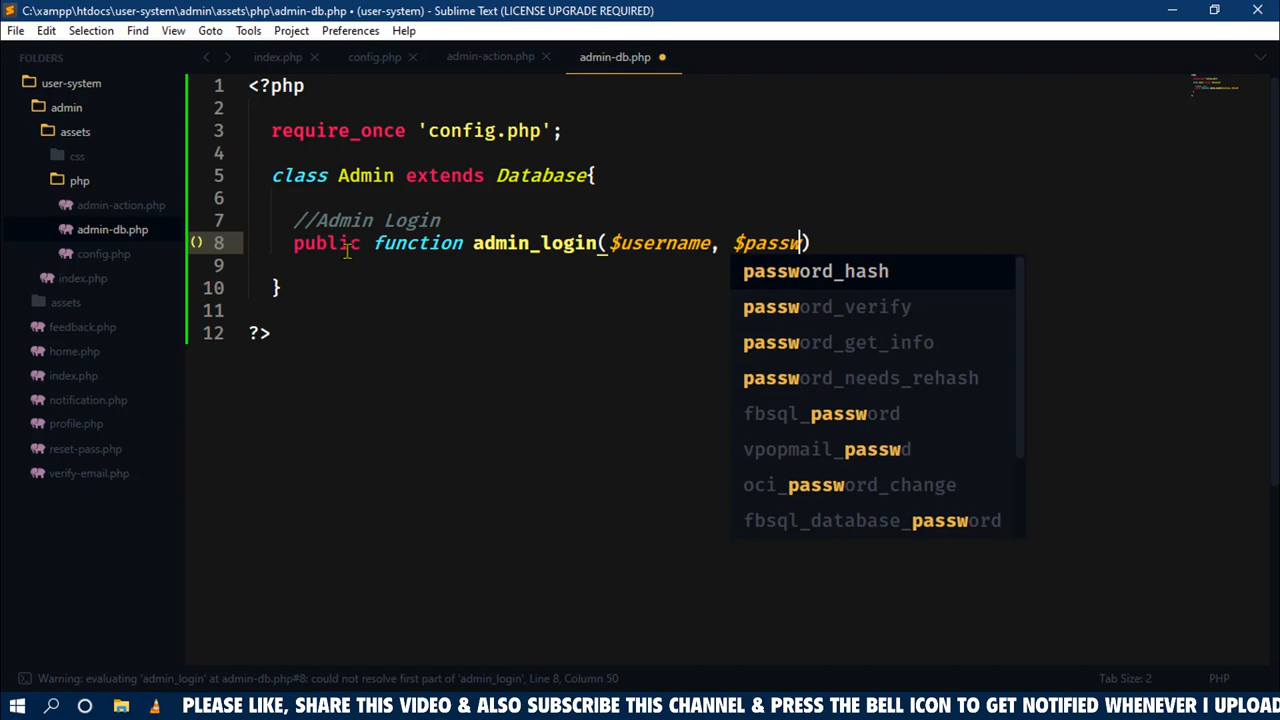 C:\xampp\htdocs\user-system\admin\assets\php\admin-db.php • (user-system) - Sublime Text (LICENSE UPGRADE REQUIRED)
File Edit Selection View Goto Tools Project Preferences Help
FOLDERS
user-system
admin
assets
css
php
admin-action.php
admin-db.php
config.php
index.php
assets
feedback.php
home.php
index.php
notification.php
profile.php
reset-pass.php
verify-email.php
index.php config.php admin-action.php admin-db.php
1 <?php
2
3 require_once 'config.php';
4
5 class Admin extends Database{
6
7 //Admin Login
() 8 public function admin_login($username, $passw)
9
10 }
11
12 ?>
password_hash
password_verify
password_get_info
password_needs_rehash
fbsql_password
vpopmail_passwd
oci_password_change
fbsql_database_password
Warning: evaluating 'admin_login' at admin-db.php#8: could not resolve first part of 'admin_login', Line 8, Column 50
Tab Size: 2 PHP
PLEASE LIKE, SHARE THIS VIDEO & ALSO SUBSCRIBE THIS CHANNEL & PRESS THE BELL ICON TO GET NOTIFIED WHENEVER I UPLOAD